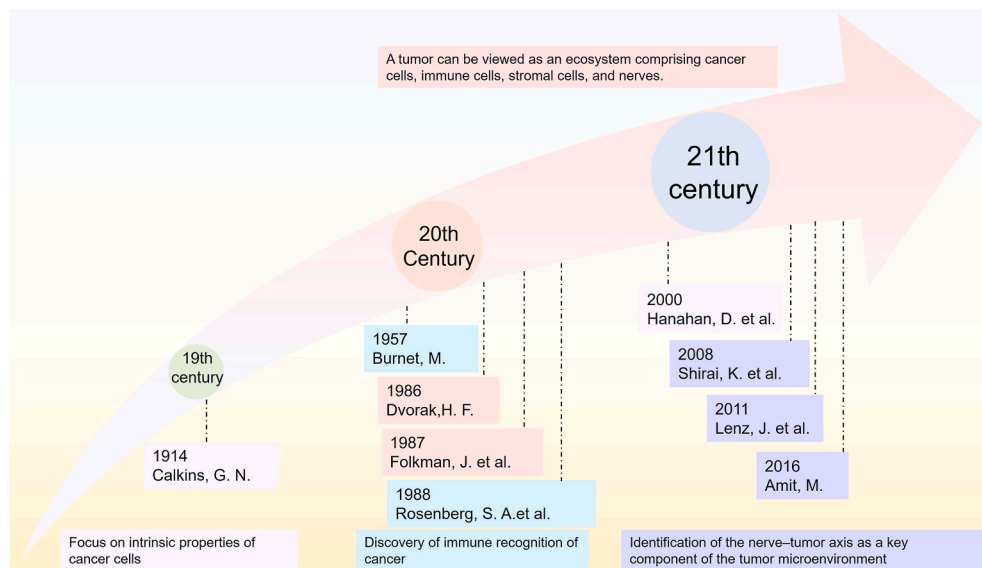 A tumor can be viewed as an ecosystem comprising cancer
cells, immune cells, stromal cells, and nerves.
21th
century
20th
Century
19th
century
1914
Calkins, G. N.
1957
Burnet, M.
1986
Dvorak,H. F.
1987
Folkman, J. et al.
1988
Rosenberg, S. A.et al.
2000
Hanahan, D. et al.
2008
Shirai, K. et al.
2011
Lenz, J. et al.
2016
Amit, M.
Focus on intrinsic properties of
cancer cells
Discovery of immune recognition of
cancer
Identification of the nerve–tumor axis as a key
component of the tumor microenvironment